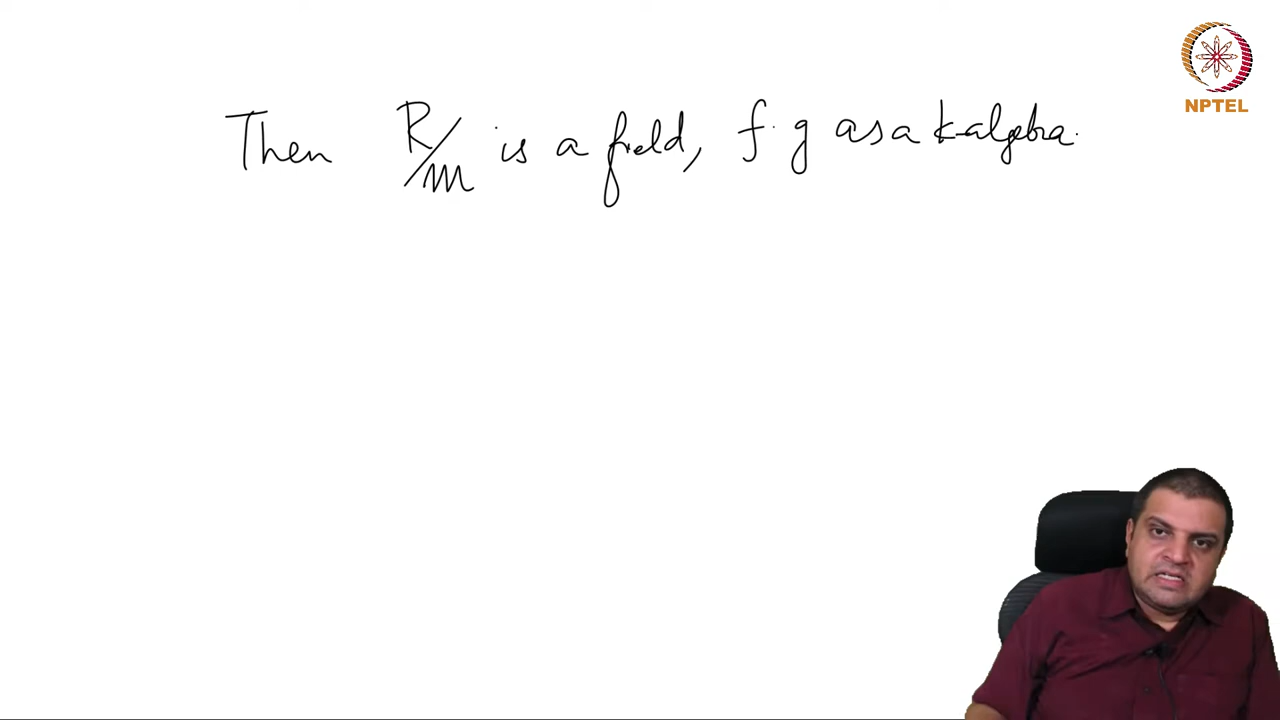 Then R/m is a field, f.g as a k-algebra.
NPTEL